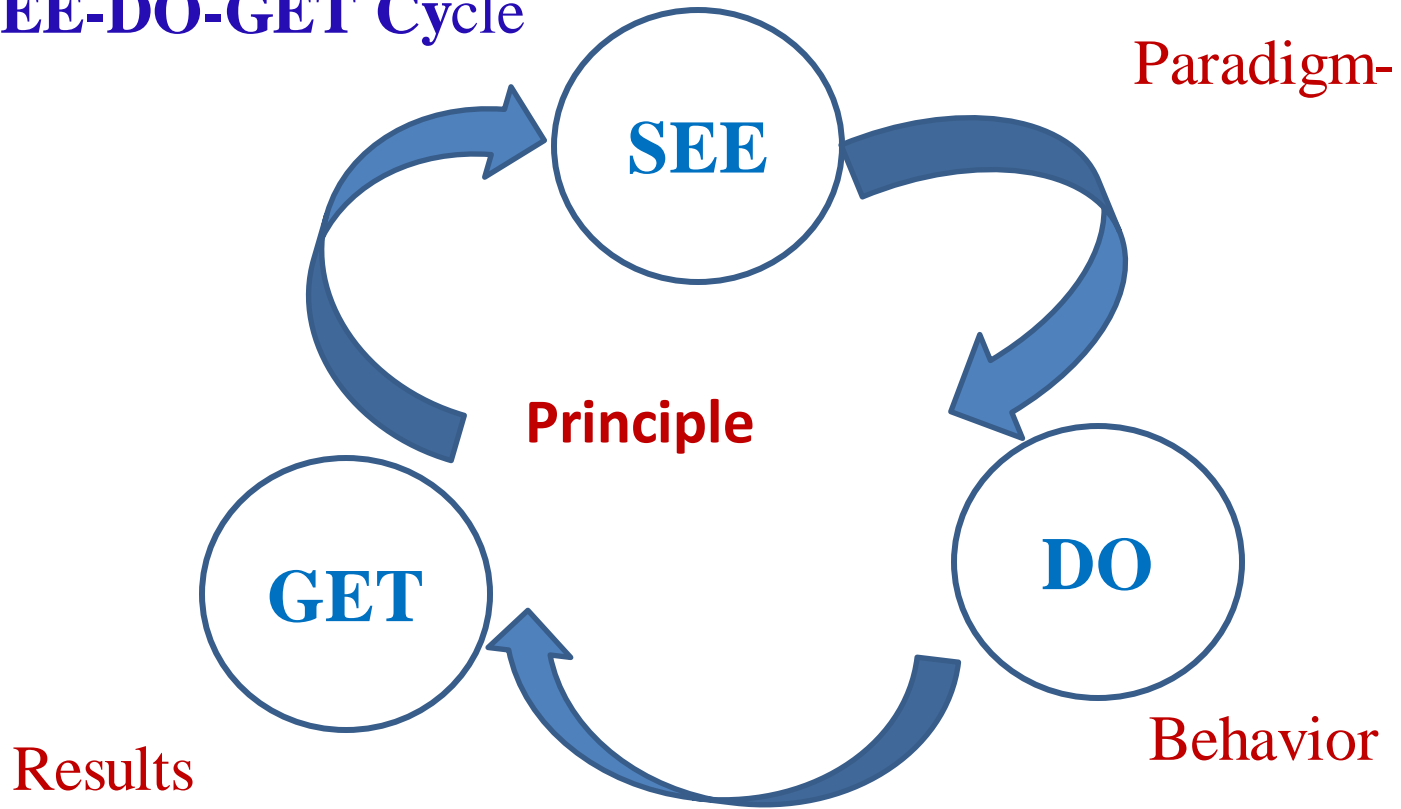 EE-DO-GET Cycle
Paradigm-
SEE
Principle
DO
GET
Behavior
Results